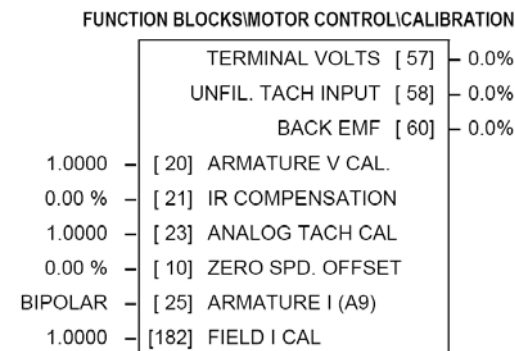 FUNCTION BLOCKS\MOTOR CONTROL\CALIBRATION
TERMINAL VOLTS [ 57] – 0.0%
UNFIL. TACH INPUT [ 58] – 0.0%
BACK EMF [ 60] – 0.0%
1.0000 – [ 20] ARMATURE V CAL.
0.00 % – [ 21] IR COMPENSATION
1.0000 – [ 23] ANALOG TACH CAL
0.00 % – [ 10] ZERO SPD. OFFSET
BIPOLAR – [ 25] ARMATURE I (A9)
1.0000 – [182] FIELD I CAL